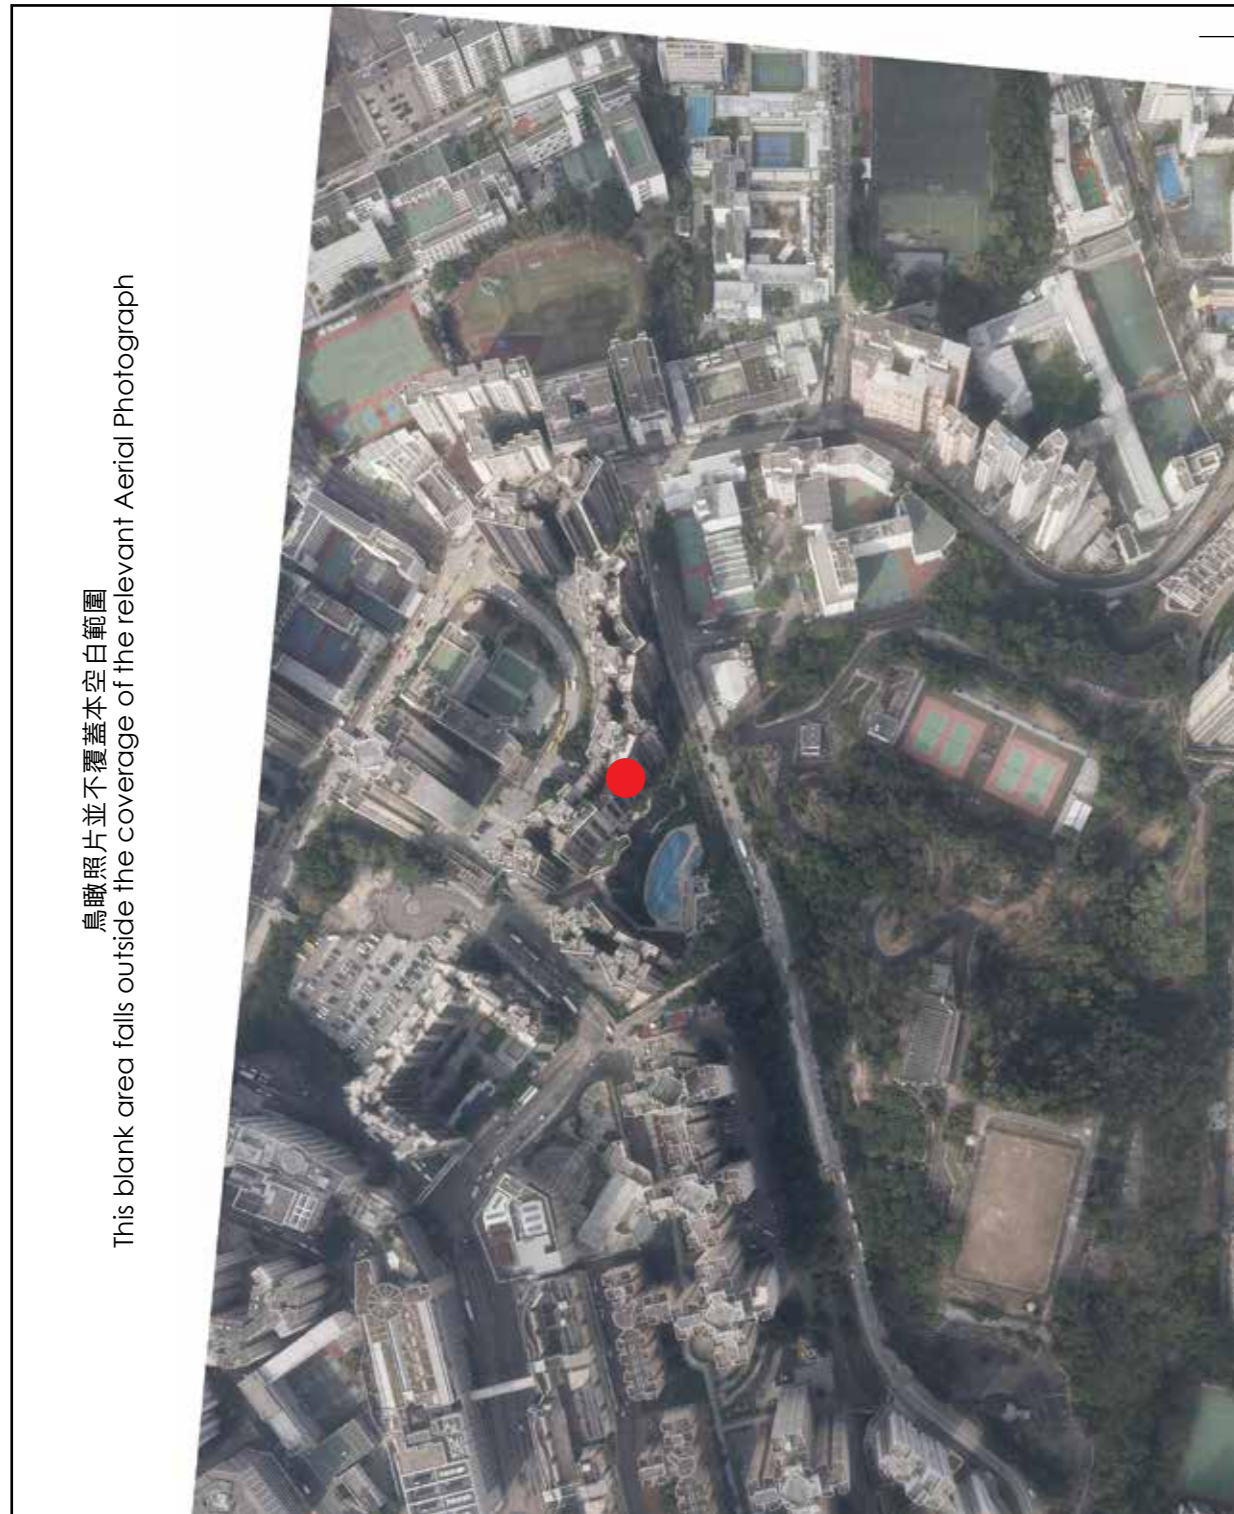 鳥瞰照片並不覆蓋本空白範圍
This blank area falls outside the coverage of the relevant Aerial Photograph